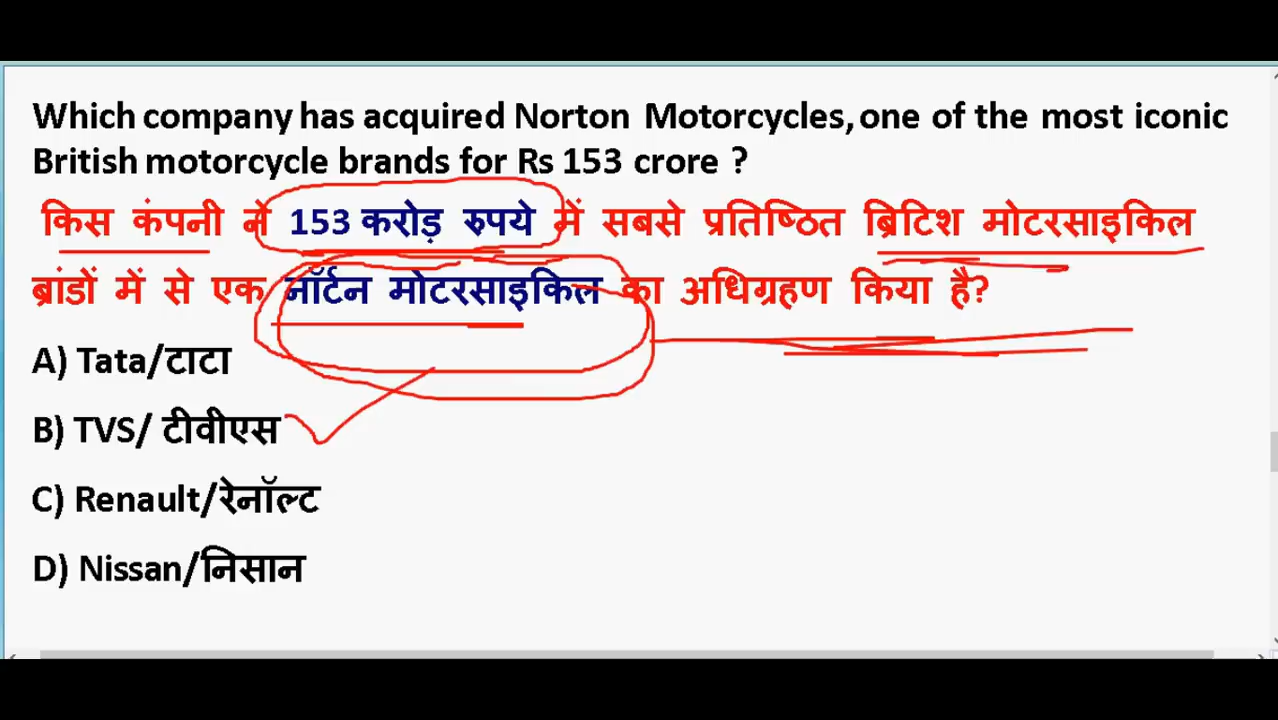 Which company has acquired Norton Motorcycles, one of the most iconic
British motorcycle brands for Rs 153 crore ?
किस कंपनी ने 153 करोड़ रुपये में सबसे प्रतिष्ठित ब्रिटिश मोटरसाइकिल
ब्रांडों में से एक नॉर्टन मोटरसाइकिल का अधिग्रहण किया है?
A) Tata/टाटा
B) TVS/ टीवीएस
C) Renault/रेनॉल्ट
D) Nissan/निसान